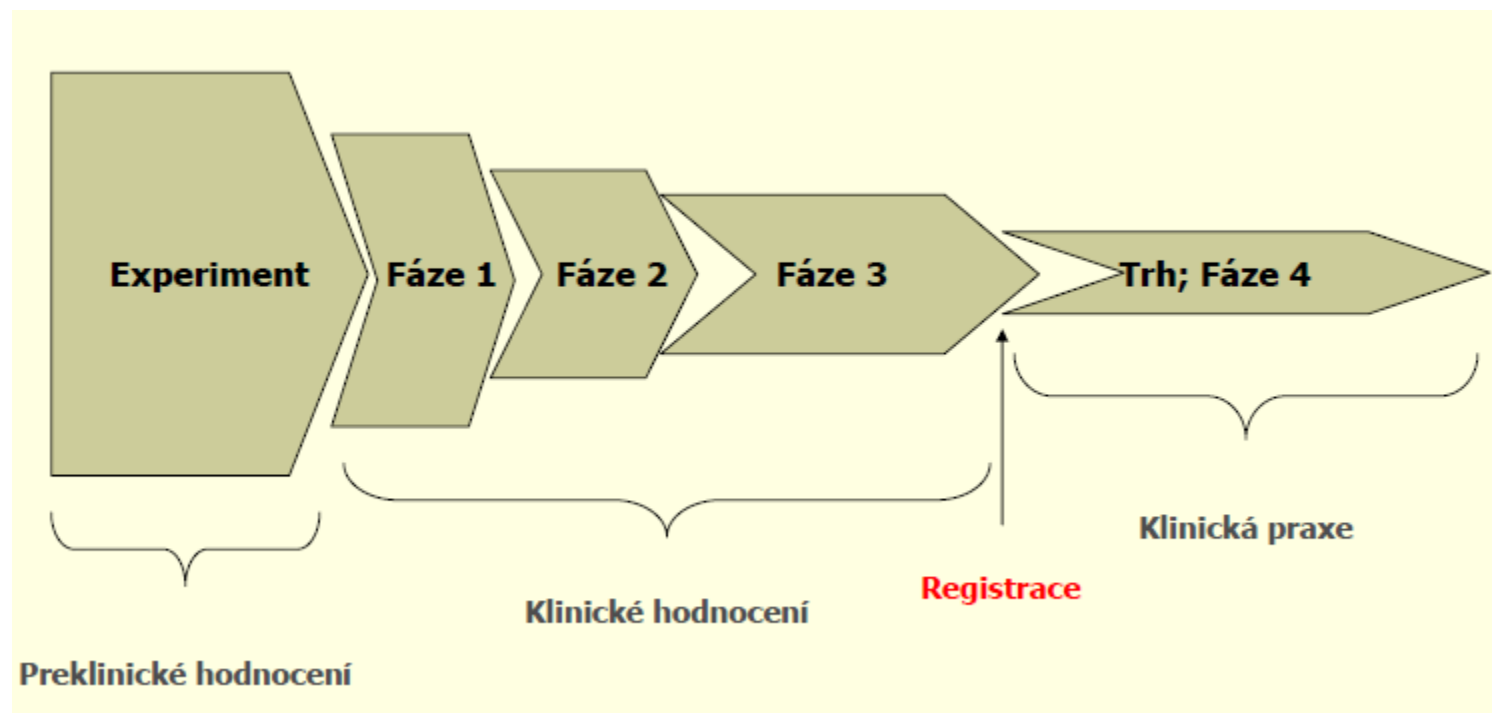 Experiment
Fáze 1
Fáze 2
Fáze 3
Trh; Fáze 4
Klinická praxe
Registrace
Klinické hodnocení
Preklinické hodnocení